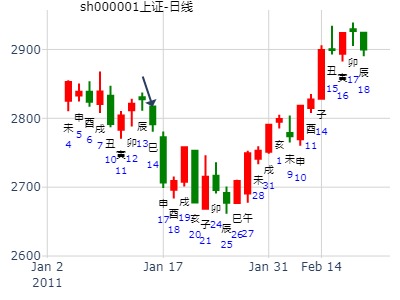 sh000001上证-日线
2900
2800
2700
2600
未 申 酉 戌 丑 寅 卯 辰 巳
4 5 6 7 10 11 12 13 14
申 酉 戌 亥 子 卯 辰 巳 午
17 18 19 20 21 24 25 26 27
未 戌 亥 寅 申 酉 子
28 31 1 9 10 11 14
丑 寅 卯 辰
15 16 17 18
Jan 2 Jan 17 Jan 31 Feb 14
2011